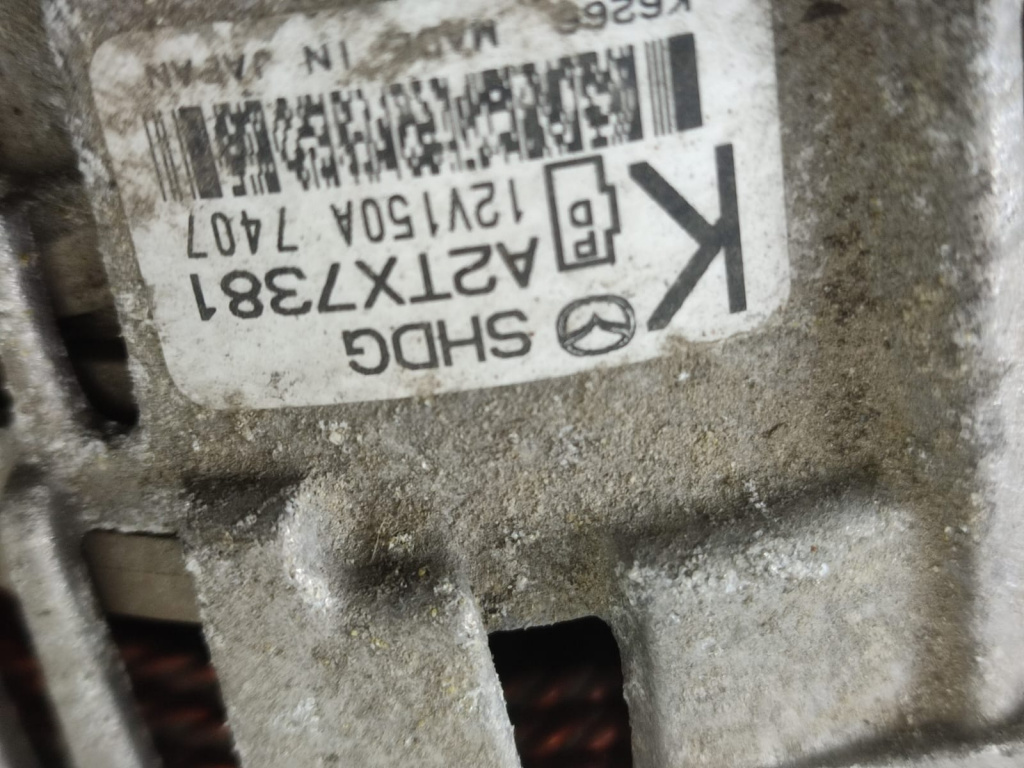 SHDG
K A2TX7381
12V150A 7407
P
D
MADE IN JAPAN